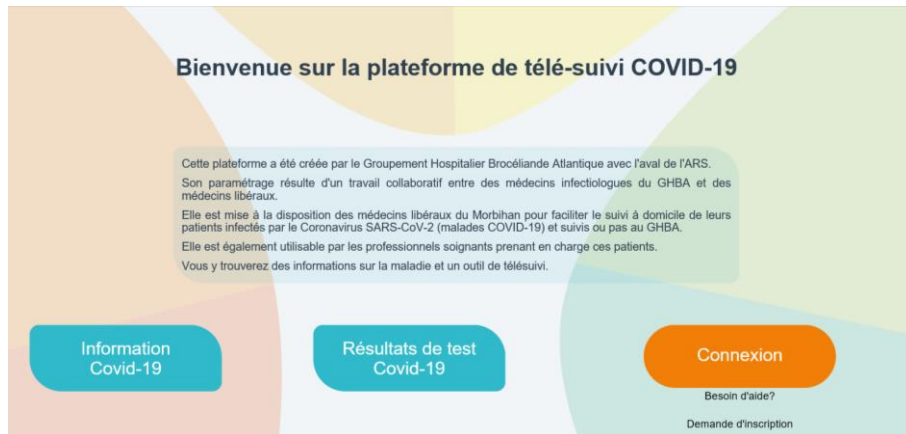 Bienvenue sur la plateforme de télé-suivi COVID-19
Cette plateforme a été créée par le Groupement Hospitalier Brocéliande Atlantique avec l'aval de l'ARS.
Son paramétrage résulte d'un travail collaboratif entre des médecins infectiologues du GHBA et des
médecins libéraux.
Elle est mise à la disposition des médecins libéraux du Morbihan pour faciliter le suivi à domicile de leurs
patients infectés par le Coronavirus SARS-CoV-2 (malades COVID-19) et suivis ou pas au GHBA.
Elle est également utilisable par les professionnels soignants prenant en charge ces patients.
Vous y trouverez des informations sur la maladie et un outil de télésuivi.
Information
Covid-19
Résultats de test
Covid-19
Connexion
Besoin d'aide?
Demande d'inscription